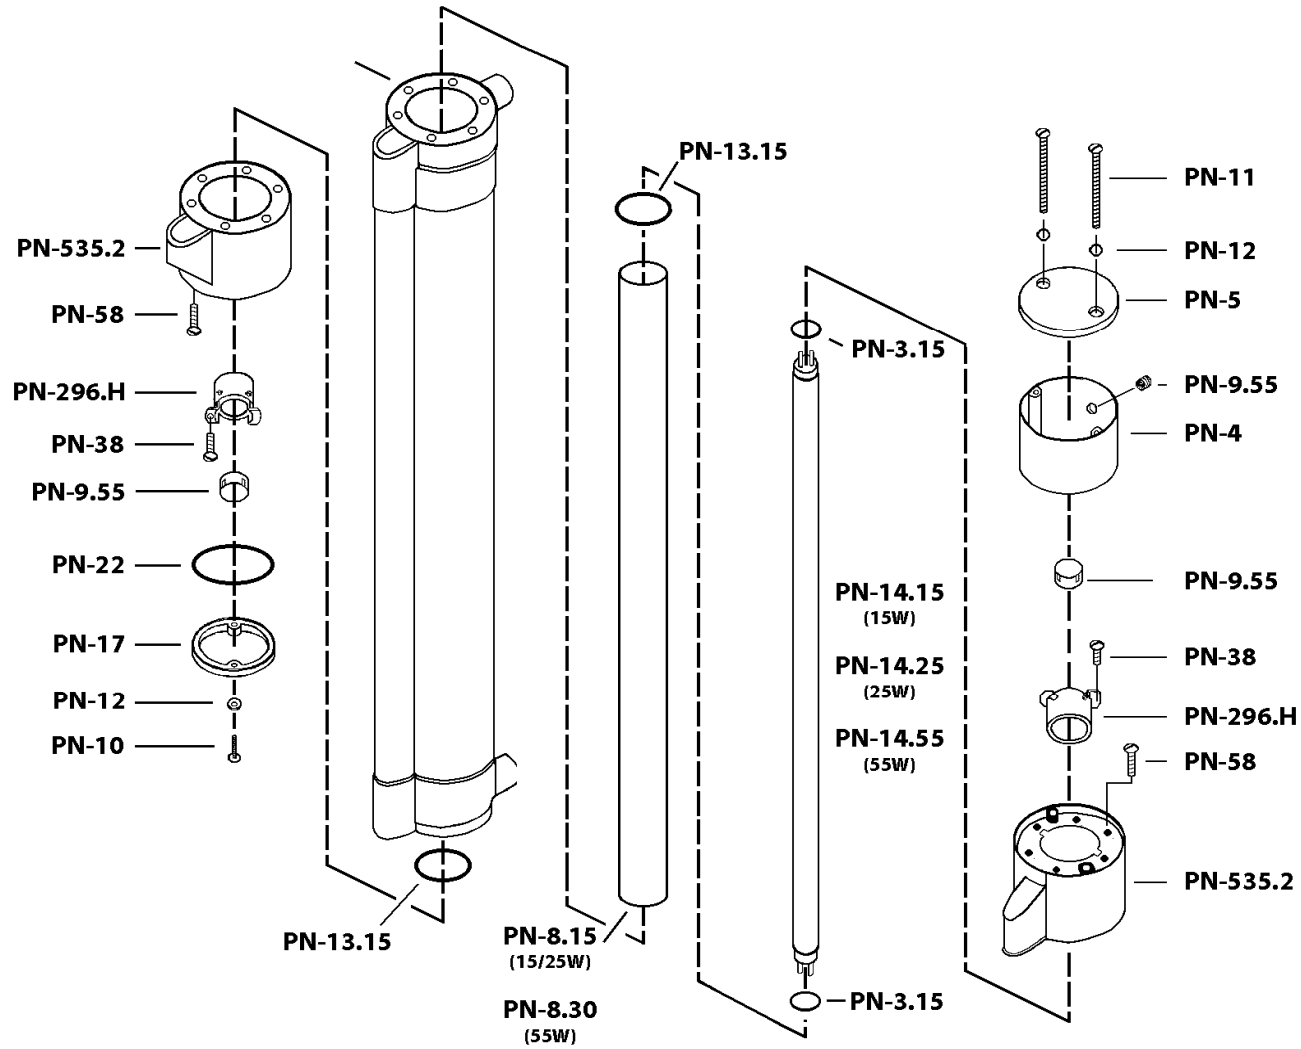 PN-535.2
PN-58
PN-296.H
PN-38
PN-9.55
PN-22
PN-17
PN-12
PN-10
PN-13.15
PN-13.15
PN-8.15
(15/25W)
PN-8.30
(55W)
PN-3.15
PN-14.15
(15W)
PN-14.25
(25W)
PN-14.55
(55W)
PN-3.15
PN-11
PN-12
PN-5
PN-9.55
PN-4
PN-9.55
PN-38
PN-296.H
PN-58
PN-535.2